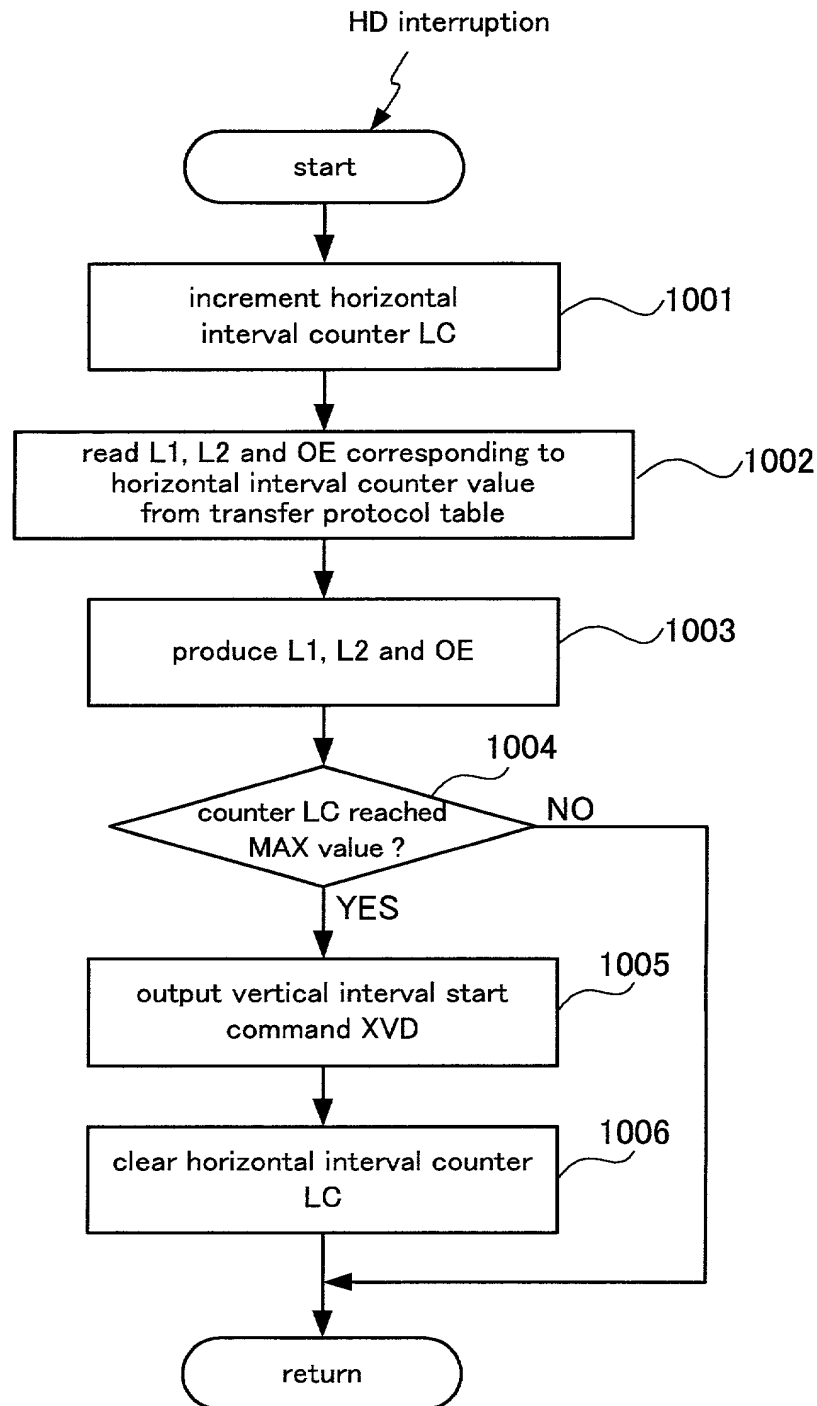 HD interruption
start
increment horizontal
interval counter LC
1001
read L1, L2 and OE corresponding to
horizontal interval counter value
from transfer protocol table
1002
produce L1, L2 and OE
1003
1004
counter LC reached
MAX value ?
NO
YES
output vertical interval start
command XVD
1005
clear horizontal interval counter
LC
1006
return